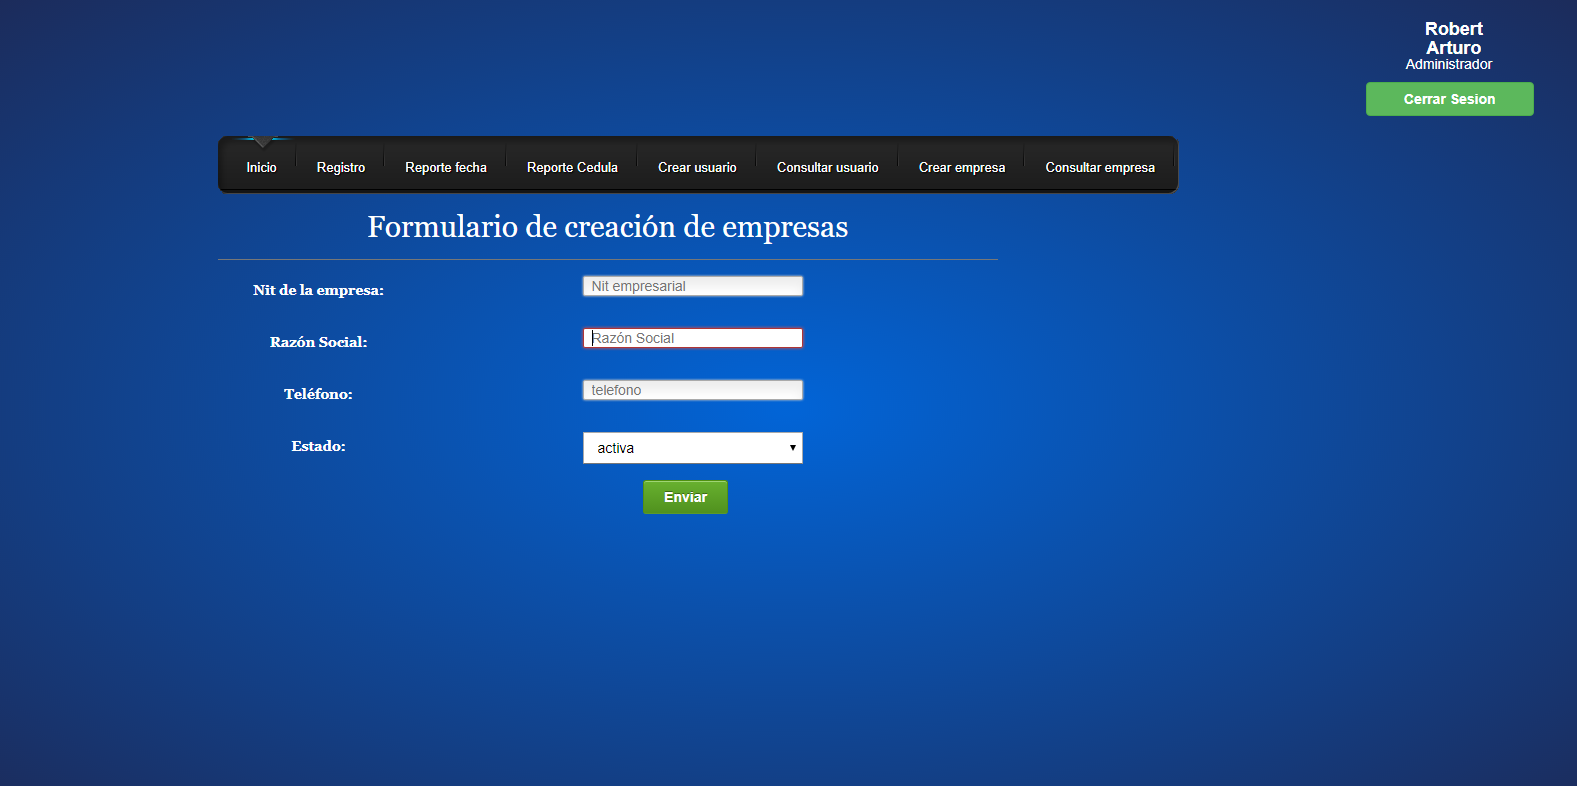 Robert
Arturo
Administrador
Cerrar Sesion
Inicio Registro Reporte fecha Reporte Cedula Crear usuario Consultar usuario Crear empresa Consultar empresa
Formulario de creación de empresas
Nit de la empresa: Nit empresarial
Razón Social: Razón Social
Teléfono: telefono
Estado: activa
Enviar